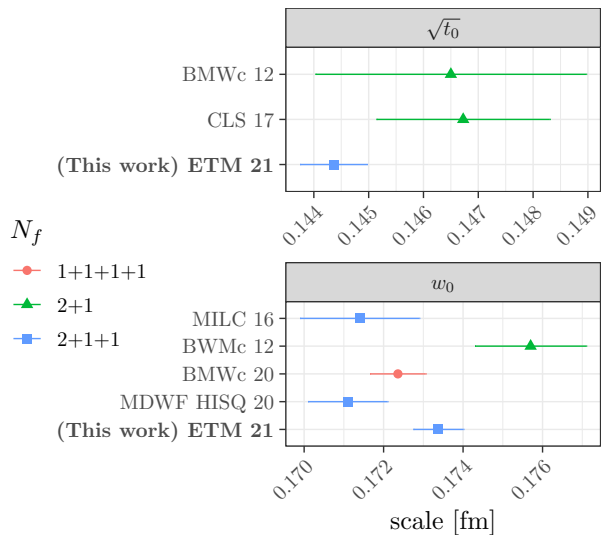 √t₀
BMWc 12
CLS 17
(This work) ETM 21
0.144 0.145 0.146 0.147 0.148 0.149
N_f
1+1+1+1
2+1
2+1+1
w₀
MILC 16
BWMc 12
BMWc 20
MDWF HISQ 20
(This work) ETM 21
0.170 0.172 0.174 0.176
scale [fm]